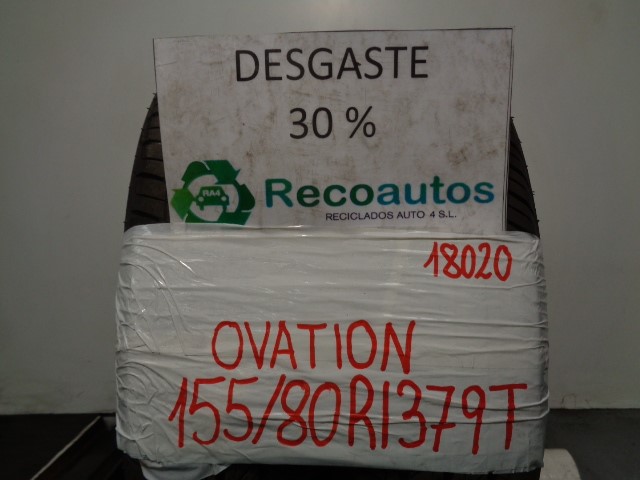 DESGASTE
30 %
RA4
Recoautos
RECICLADOS AUTO 4 S.L.
18020
OVATION
155/80R1379T